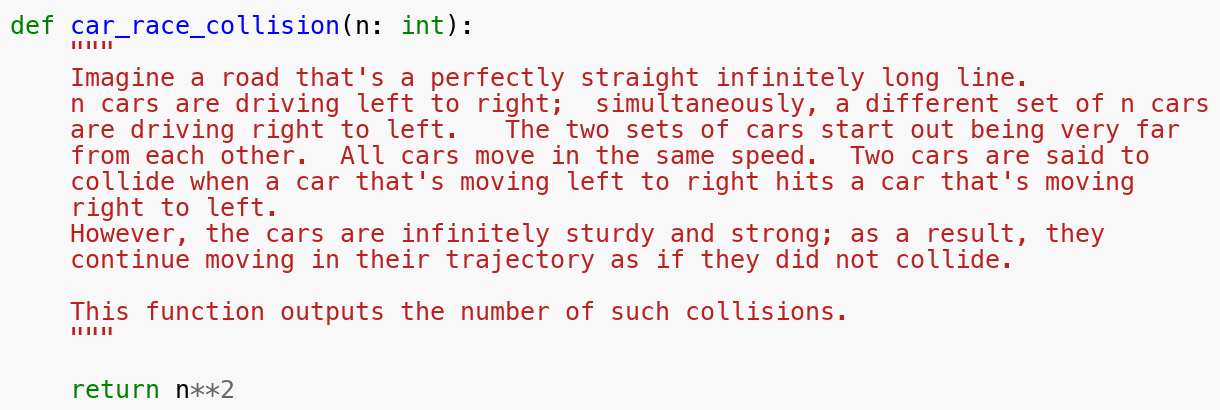 def car_race_collision(n: int):
    """
    Imagine a road that's a perfectly straight infinitely long line.
    n cars are driving left to right;  simultaneously, a different set of n cars
    are driving right to left.   The two sets of cars start out being very far
    from each other.  All cars move in the same speed.  Two cars are said to
    collide when a car that's moving left to right hits a car that's moving
    right to left.
    However, the cars are infinitely sturdy and strong; as a result, they
    continue moving in their trajectory as if they did not collide.

    This function outputs the number of such collisions.
    """

    return n**2